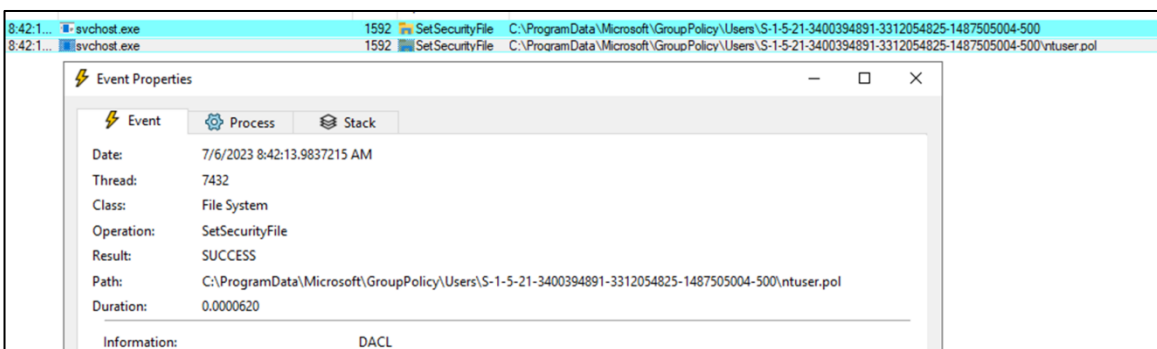 8:42:1... svchost.exe 1592 SetSecurityFile C:\ProgramData\Microsoft\GroupPolicy\Users\S-1-5-21-3400394891-3312054825-1487505004-500
8:42:1... svchost.exe 1592 SetSecurityFile C:\ProgramData\Microsoft\GroupPolicy\Users\S-1-5-21-3400394891-3312054825-1487505004-500\ntuser.pol
Event Properties
Event Process Stack
Date: 7/6/2023 8:42:13.9837215 AM
Thread: 7432
Class: File System
Operation: SetSecurityFile
Result: SUCCESS
Path: C:\ProgramData\Microsoft\GroupPolicy\Users\S-1-5-21-3400394891-3312054825-1487505004-500\ntuser.pol
Duration: 0.0000620
Information: DACL